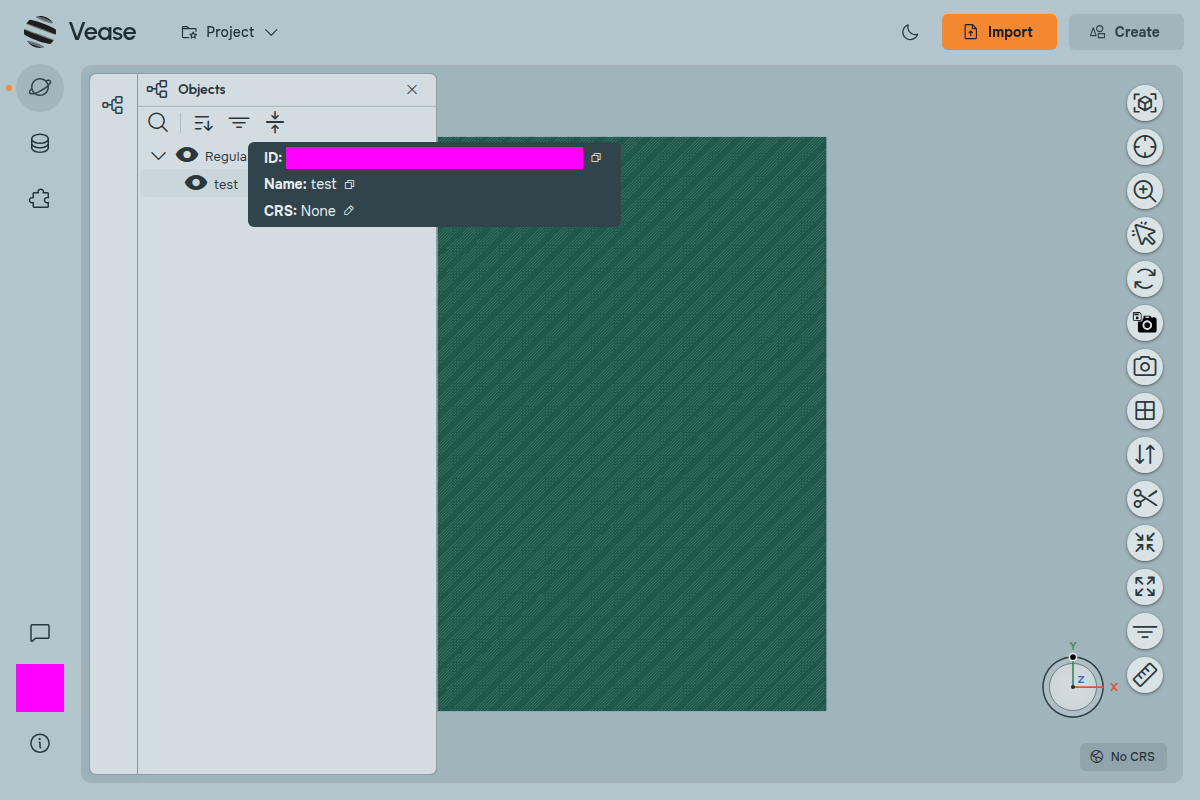 Vease
Project
Import
Create
Objects
Regula
test
ID:
Name: test
CRS: None
Y
Z
X
No CRS